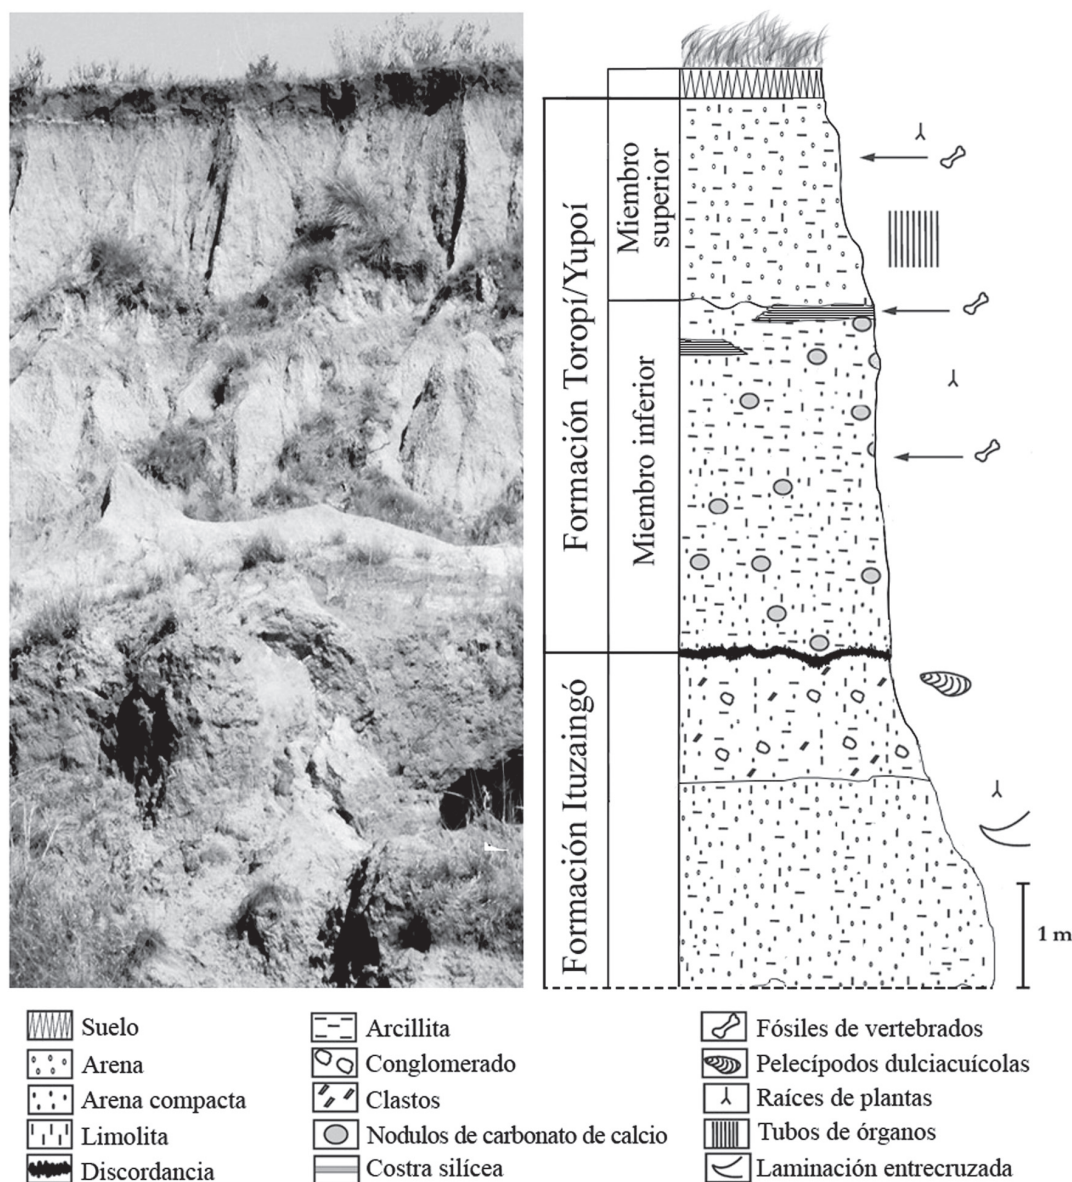 Miembro
superior
Formación Toropí/Yupoí
Miembro inferior
Formación Ituzaingó
1 m
Suelo
Arena
Arena compacta
Limolita
Discordancia
Arcillita
Conglomerado
Clastos
Nodulos de carbonato de calcio
Costra silícea
Fósiles de vertebrados
Pelecípodos dulciacuícolas
Raíces de plantas
Tubos de órganos
Laminación entrecruzada